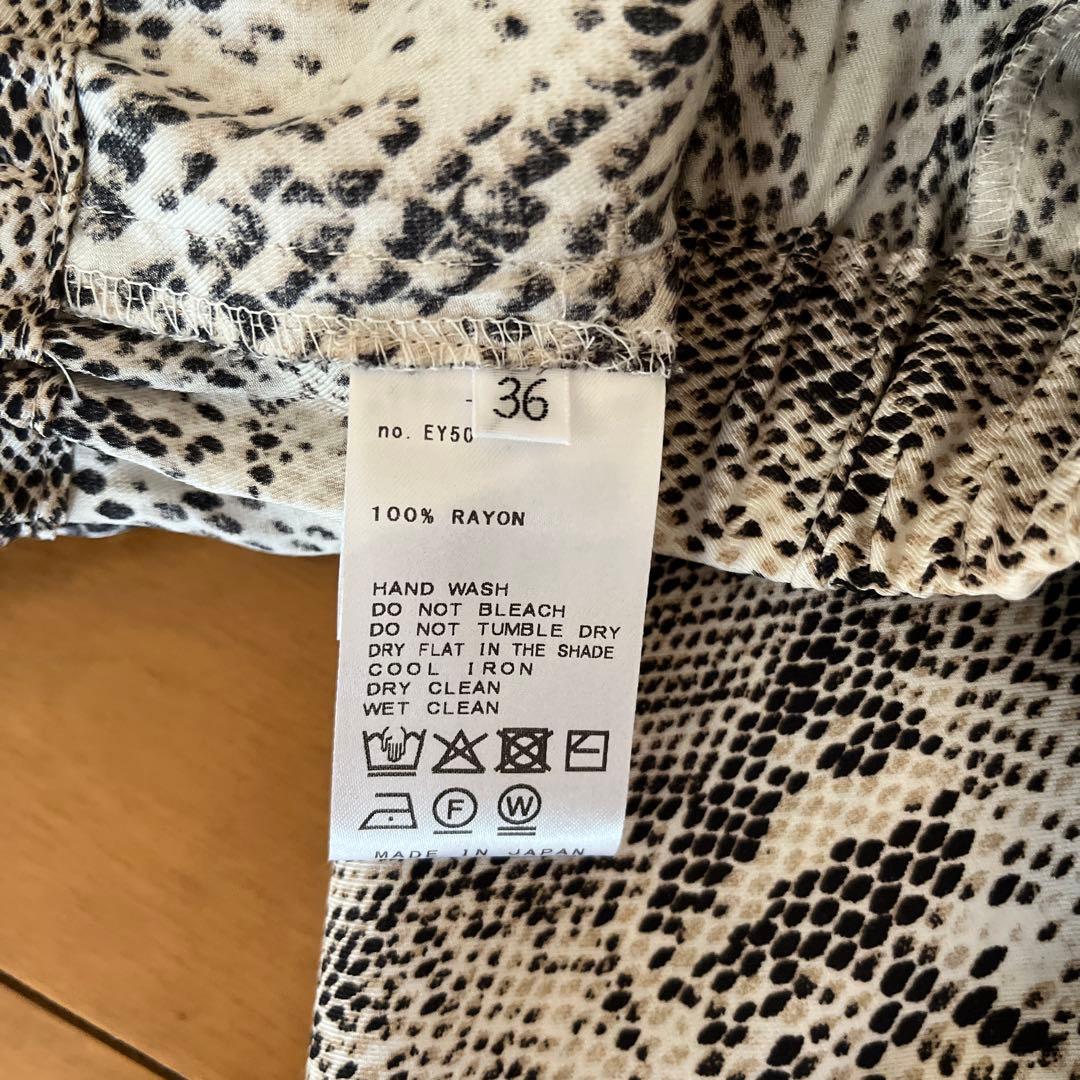 36
no. EY50
100% RAYON
HAND WASH
DO NOT BLEACH
DO NOT TUMBLE DRY
DRY FLAT IN THE SHADE
COOL IRON
DRY CLEAN
WET CLEAN
F W
MADE IN JAPAN